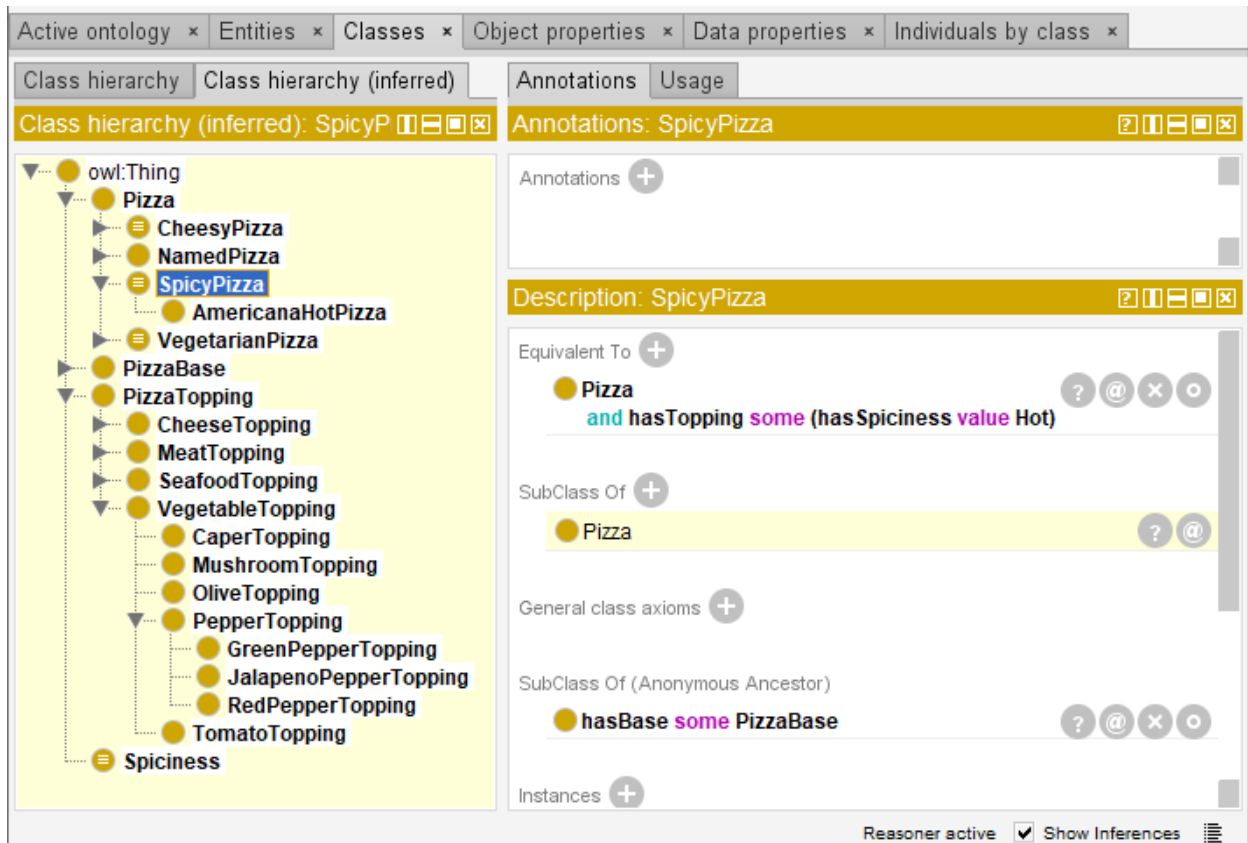 Active ontology × Entities × Classes × Object properties × Data properties × Individuals by class ×
Class hierarchy Class hierarchy (inferred)
Class hierarchy (inferred): SpicyP
owl:Thing
Pizza
CheesyPizza
NamedPizza
SpicyPizza
AmericanaHotPizza
VegetarianPizza
PizzaBase
PizzaTopping
CheeseTopping
MeatTopping
SeafoodTopping
VegetableTopping
CaperTopping
MushroomTopping
OliveTopping
PepperTopping
GreenPepperTopping
JalapenoPepperTopping
RedPepperTopping
TomatoTopping
Spiciness
Annotations Usage
Annotations: SpicyPizza
Annotations
Description: SpicyPizza
Equivalent To
Pizza
and hasTopping some (hasSpiciness value Hot)
SubClass Of
Pizza
General class axioms
SubClass Of (Anonymous Ancestor)
hasBase some PizzaBase
Instances
Reasoner active Show Inferences